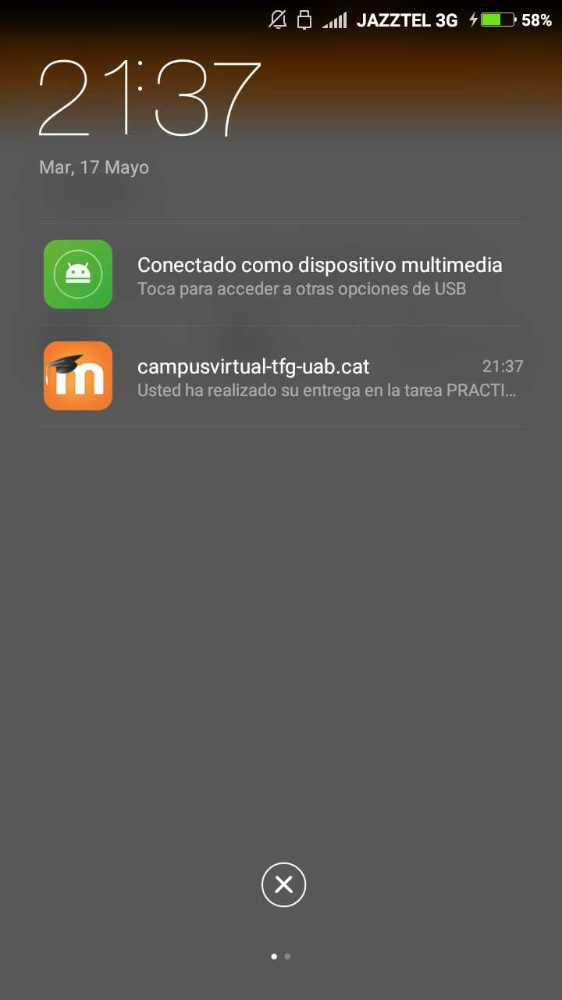 JAZZTEL 3G 58%
21:37
Mar, 17 Mayo
Conectado como dispositivo multimedia
Toca para acceder a otras opciones de USB
m
campusvirtual-tfg-uab.cat 21:37
Usted ha realizado su entrega en la tarea PRACTI...